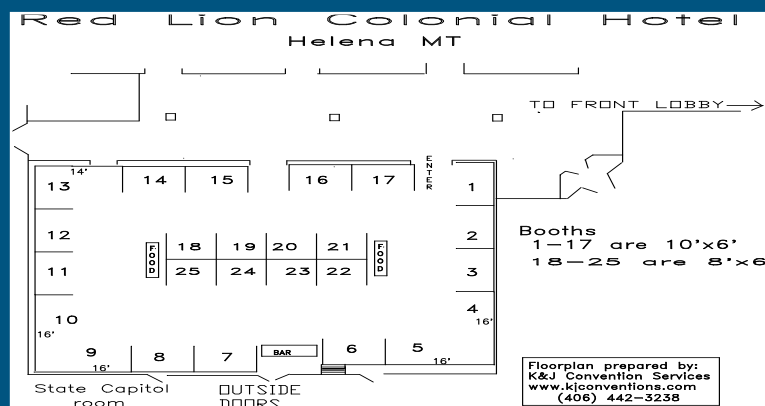 Red Lion Colonial Hotel
Helena MT
TO FRONT LOBBY
ENTER
14'
13
14
15
16
17
1
12
2
Booths
1-17 are 10'x6'
18-25 are 8'x6
FOOD
18
19
20
21
FOOD
11
25
24
23
22
3
10
4
16'
16'
9
16'
8
7
BAR
6
5
16'
State Capitol
room
OUTSIDE
DOORS
Floorplan prepared by:
K&J Convention Services
www.kjconventions.com
(406) 442-3238